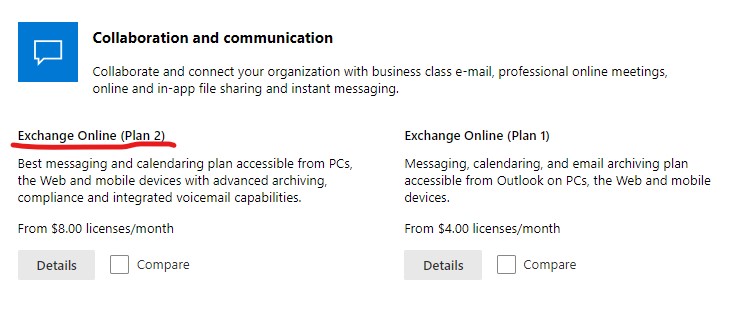 Collaboration and communication
Collaborate and connect your organization with business class e-mail, professional online meetings,
online and in-app file sharing and instant messaging.
Exchange Online (Plan 2)
Best messaging and calendaring plan accessible from PCs,
the Web and mobile devices with advanced archiving,
compliance and integrated voicemail capabilities.
From $8.00 licenses/month
Details
Compare
Exchange Online (Plan 1)
Messaging, calendaring, and email archiving plan
accessible from Outlook on PCs, the Web and mobile
devices.
From $4.00 licenses/month
Details
Compare